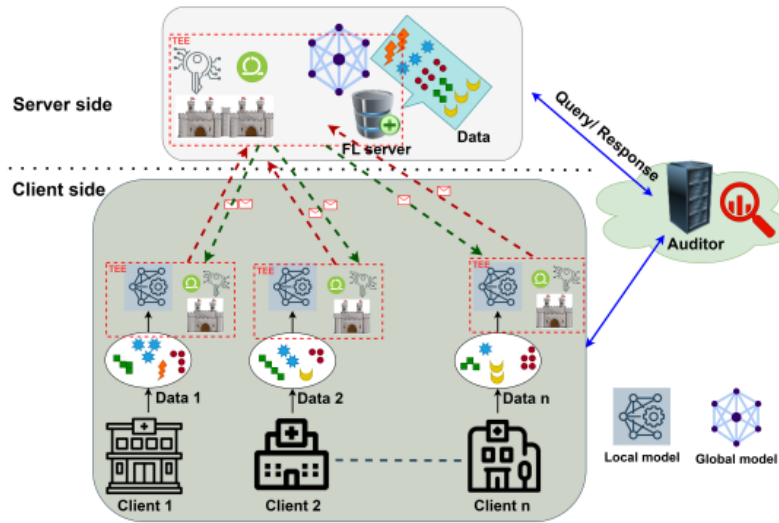 TEE
Server side
FL server
Data
Query/ Response
Client side
Auditor
TEE
TEE
TEE
Data 1
Data 2
Data n
Client 1
Client 2
Client n
Local model
Global model